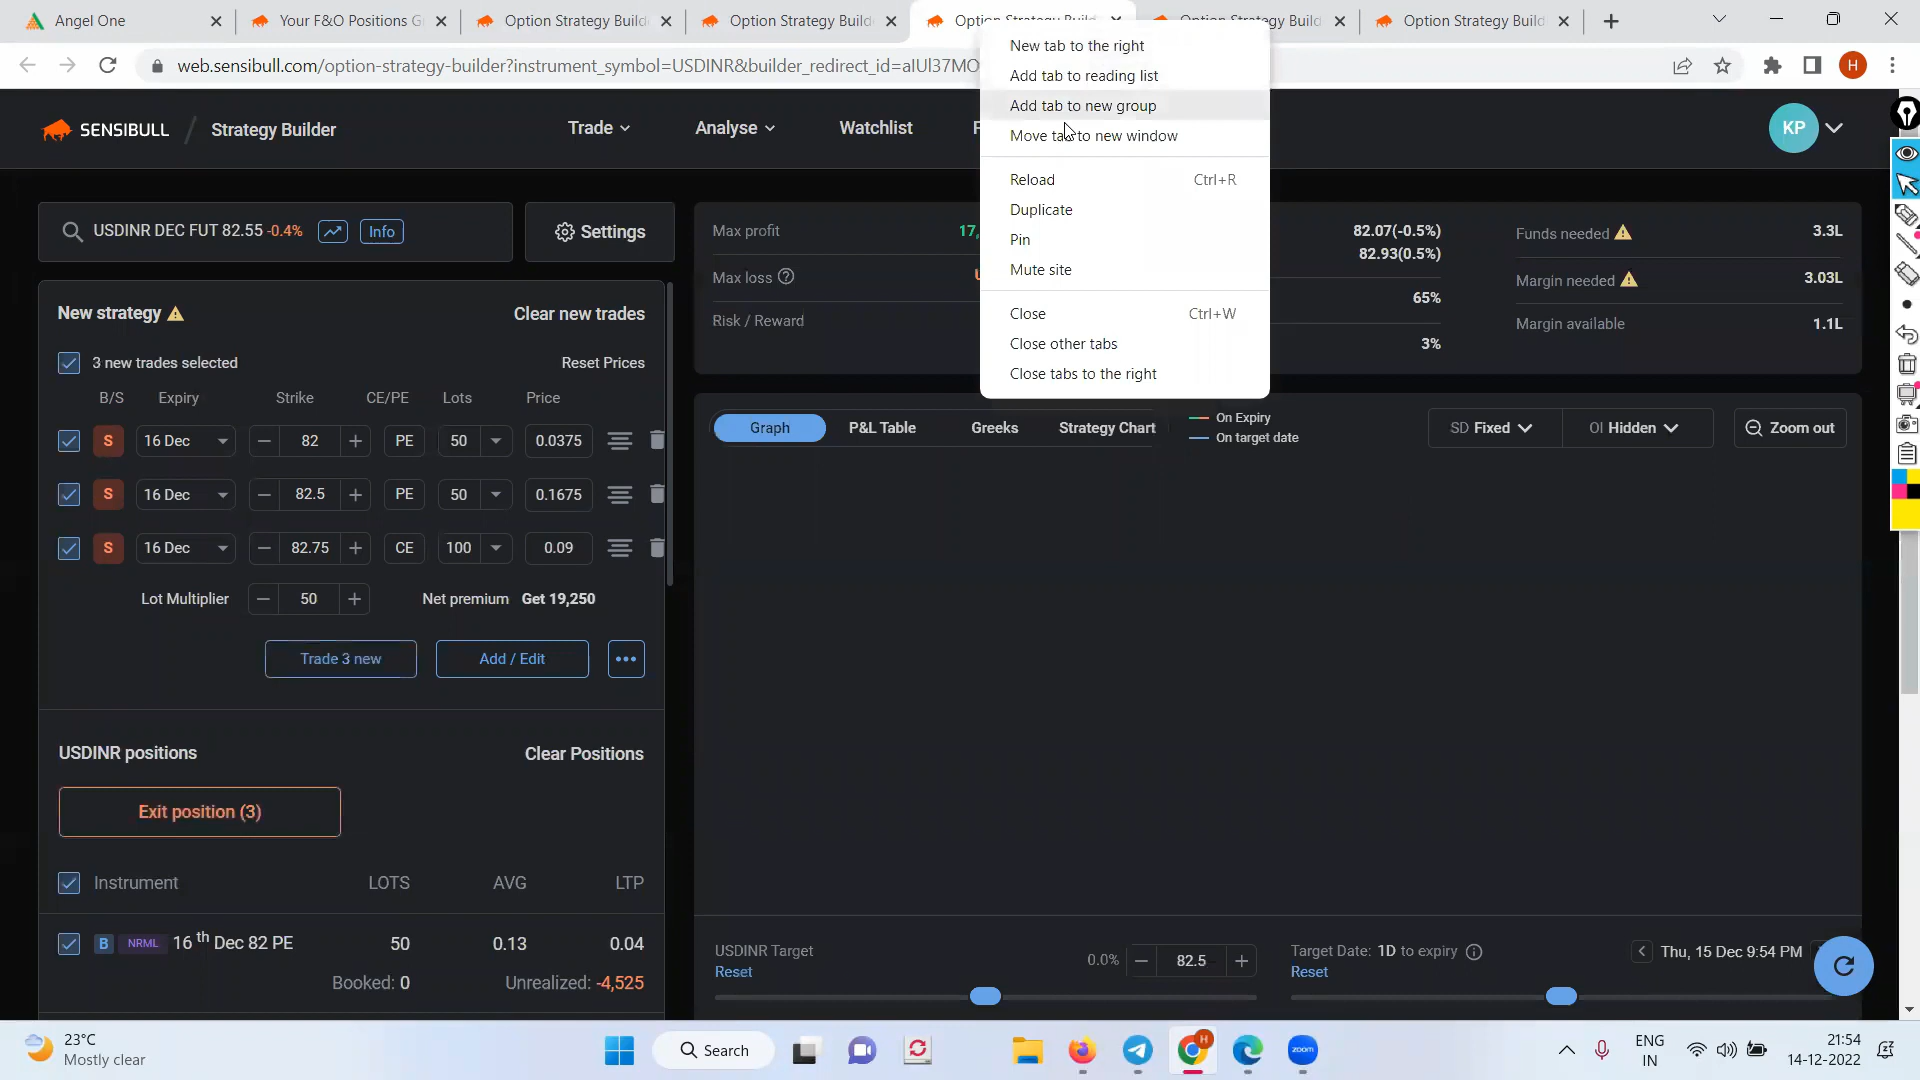 Angel One
Your F&O Positions G
Option Strategy Build
Option Strategy Build
Option Strategy Build
Option Strategy Build
Option Strategy Build
web.sensibull.com/option-strategy-builder?instrument_symbol=USDINR&builder_redirect_id=aIUl37MO
H
New tab to the right
Add tab to reading list
Add tab to new group
Move tab to new window
Reload Ctrl+R
Duplicate
Pin
Mute site
Close Ctrl+W
Close other tabs
Close tabs to the right
SENSIBULL / Strategy Builder
Trade
Analyse
Watchlist
KP
USDINR DEC FUT 82.55 -0.4%
Info
Settings
Max profit 17,
Max loss
Risk / Reward
82.07(-0.5%)
82.93(0.5%)
65%
3%
Funds needed 3.3L
Margin needed 3.03L
Margin available 1.1L
New strategy
Clear new trades
3 new trades selected
Reset Prices
B/S Expiry Strike CE/PE Lots Price
S 16 Dec − 82 + PE 50 0.0375
S 16 Dec − 82.5 + PE 50 0.1675
S 16 Dec − 82.75 + CE 100 0.09
Lot Multiplier − 50 +
Net premium Get 19,250
Trade 3 new
Add / Edit
USDINR positions
Clear Positions
Exit position (3)
Instrument LOTS AVG LTP
B NRML 16 th Dec 82 PE 50 0.13 0.04
Booked: 0 Unrealized: -4,525
Graph
P&L Table
Greeks
Strategy Chart
On Expiry
On target date
SD Fixed
OI Hidden
Zoom out
USDINR Target
Reset
0.0% − 82.5 +
Target Date: 1D to expiry
Reset
Thu, 15 Dec 9:54 PM
23°C
Mostly clear
Search
H
zoom
ENG
IN
21:54
14-12-2022